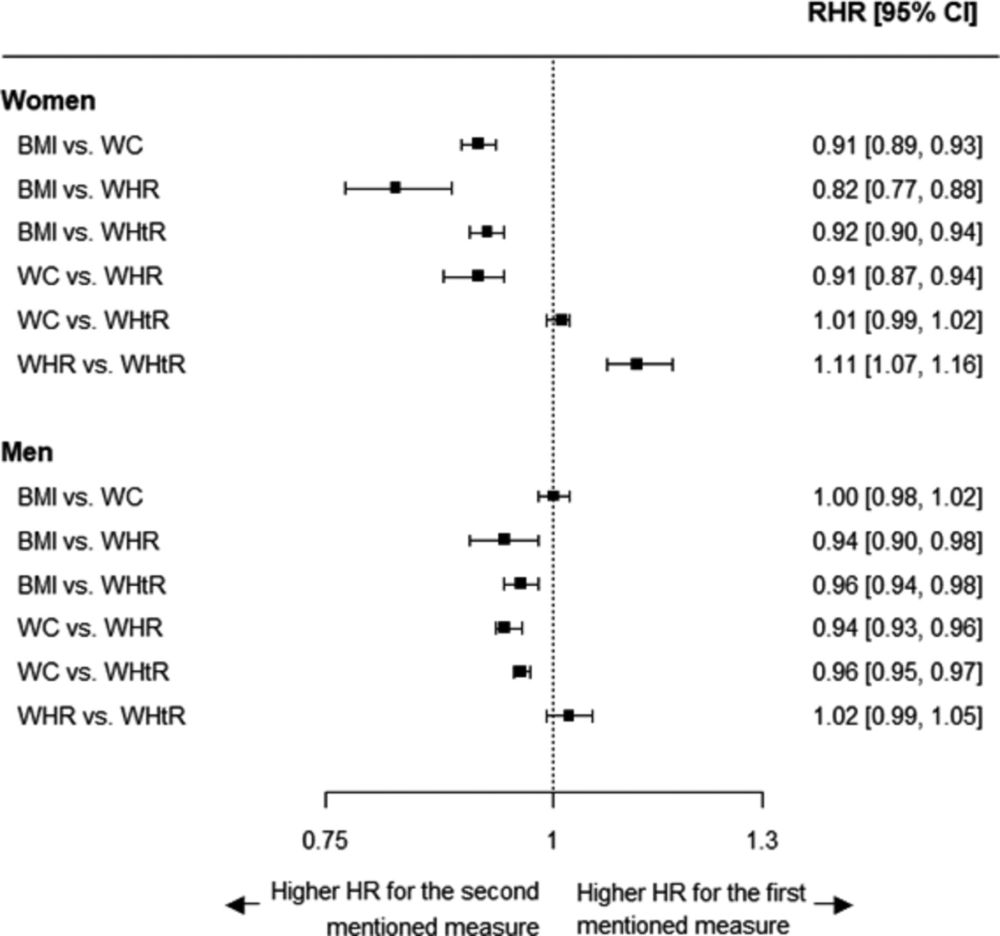 RHR [95% CI]
Women
BMI vs. WC 0.91 [0.89, 0.93]
BMI vs. WHR 0.82 [0.77, 0.88]
BMI vs. WHtR 0.92 [0.90, 0.94]
WC vs. WHR 0.91 [0.87, 0.94]
WC vs. WHtR 1.01 [0.99, 1.02]
WHR vs. WHtR 1.11 [1.07, 1.16]
Men
BMI vs. WC 1.00 [0.98, 1.02]
BMI vs. WHR 0.94 [0.90, 0.98]
BMI vs. WHtR 0.96 [0.94, 0.98]
WC vs. WHR 0.94 [0.93, 0.96]
WC vs. WHtR 0.96 [0.95, 0.97]
WHR vs. WHtR 1.02 [0.99, 1.05]
0.75 1 1.3
Higher HR for the second
mentioned measure
Higher HR for the first
mentioned measure